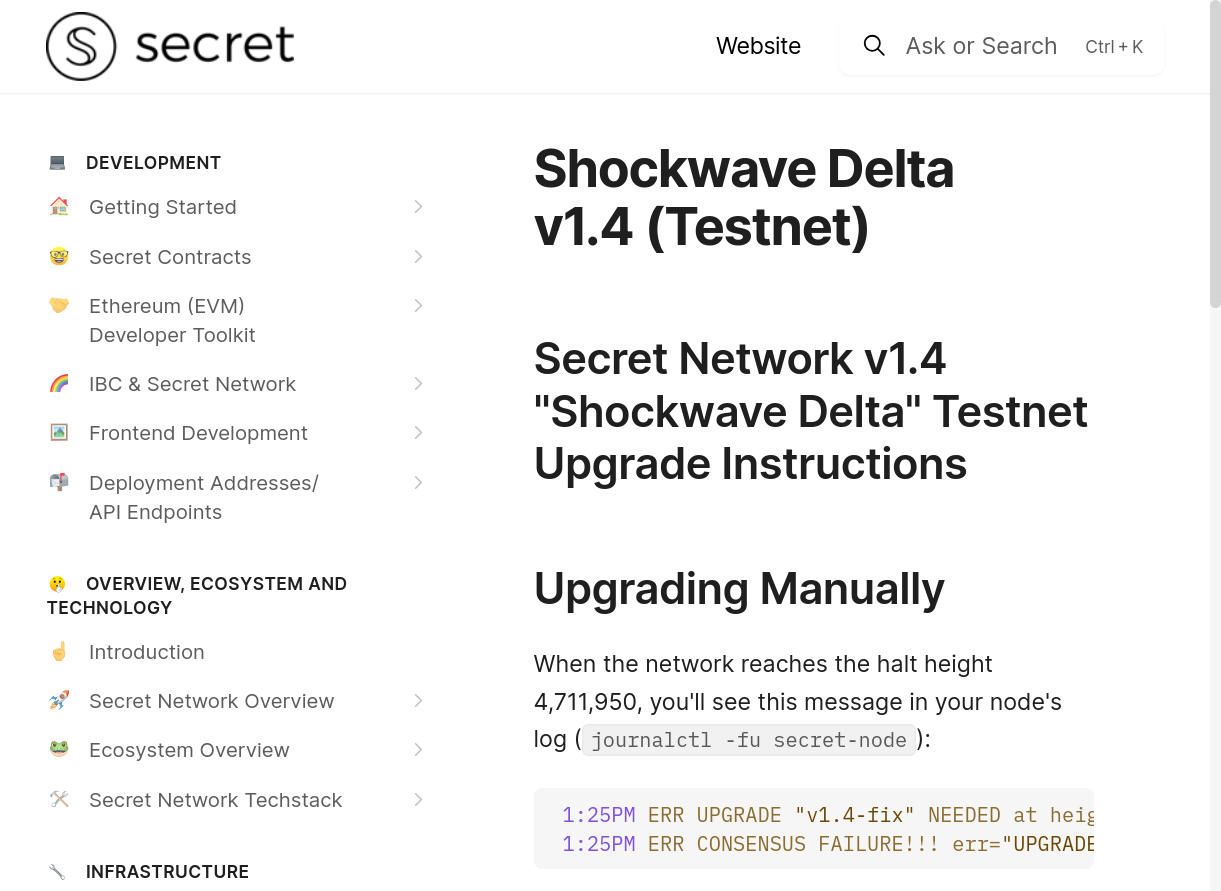 secret
Website
Ask or Search
Ctrl + K
DEVELOPMENT
Getting Started
Secret Contracts
Ethereum (EVM)
Developer Toolkit
IBC & Secret Network
Frontend Development
Deployment Addresses/
API Endpoints
OVERVIEW, ECOSYSTEM AND
TECHNOLOGY
Introduction
Secret Network Overview
Ecosystem Overview
Secret Network Techstack
INFRASTRUCTURE
Shockwave Delta
v1.4 (Testnet)
Secret Network v1.4
"Shockwave Delta" Testnet
Upgrade Instructions
Upgrading Manually
When the network reaches the halt height
4,711,950, you'll see this message in your node's
log (journalctl -fu secret-node):
1:25PM ERR UPGRADE "v1.4-fix" NEEDED at heig
1:25PM ERR CONSENSUS FAILURE!!! err="UPGRADE